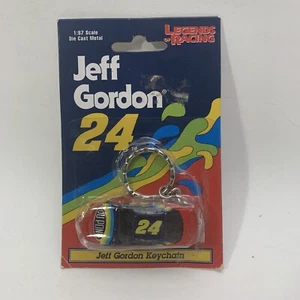 1:87 Scale
Die Cast Metal
LEGENDS
OF RACING
Jeff
Gordon®
24
24
Jeff Gordon Keychain